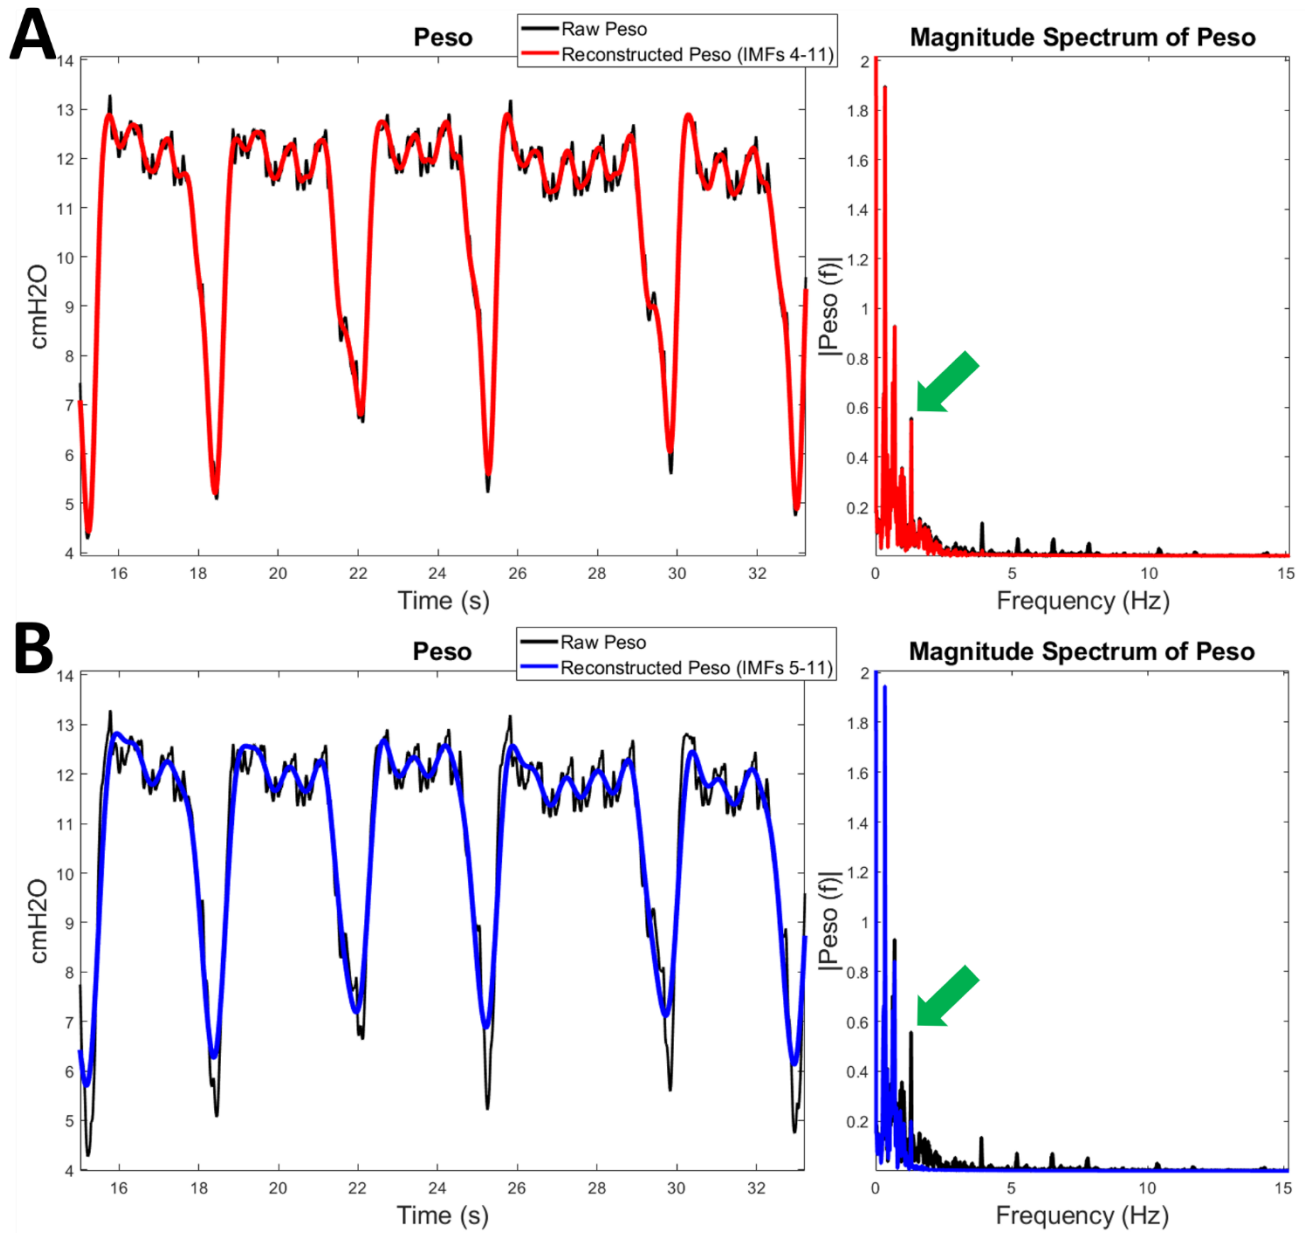 A
Peso
Raw Peso
Reconstructed Peso (IMFs 4-11)
Magnitude Spectrum of Peso
14
13
12
11
10
9
8
7
6
5
4
cmH2O
16 18 20 22 24 26 28 30 32
Time (s)
2
1.8
1.6
1.4
1.2
1
0.8
0.6
0.4
0.2
|Peso (f)|
0 5 10 15
Frequency (Hz)
B
Peso
Raw Peso
Reconstructed Peso (IMFs 5-11)
Magnitude Spectrum of Peso
14
13
12
11
10
9
8
7
6
5
4
cmH2O
16 18 20 22 24 26 28 30 32
Time (s)
2
1.8
1.6
1.4
1.2
1
0.8
0.6
0.4
0.2
|Peso (f)|
0 5 10 15
Frequency (Hz)